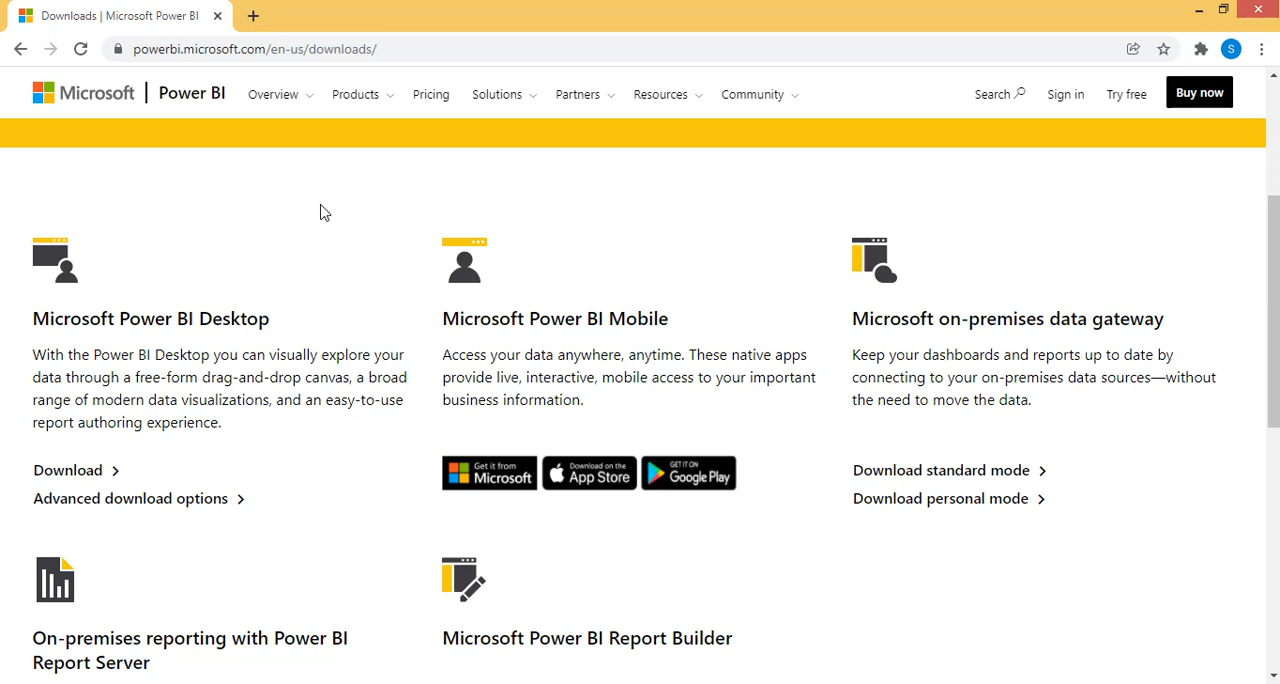 Downloads | Microsoft Power BI
powerbi.microsoft.com/en-us/downloads/
S
Microsoft | Power BI
Overview
Products
Pricing
Solutions
Partners
Resources
Community
Search
Sign in
Try free
Buy now
Microsoft Power BI Desktop
With the Power BI Desktop you can visually explore your
data through a free-form drag-and-drop canvas, a broad
range of modern data visualizations, and an easy-to-use
report authoring experience.
Download
Advanced download options
Microsoft Power BI Mobile
Access your data anywhere, anytime. These native apps
provide live, interactive, mobile access to your important
business information.
Get it from
Microsoft
Download on the
App Store
GET IT ON
Google Play
Microsoft on-premises data gateway
Keep your dashboards and reports up to date by
connecting to your on-premises data sources—without
the need to move the data.
Download standard mode
Download personal mode
On-premises reporting with Power BI
Report Server
Microsoft Power BI Report Builder